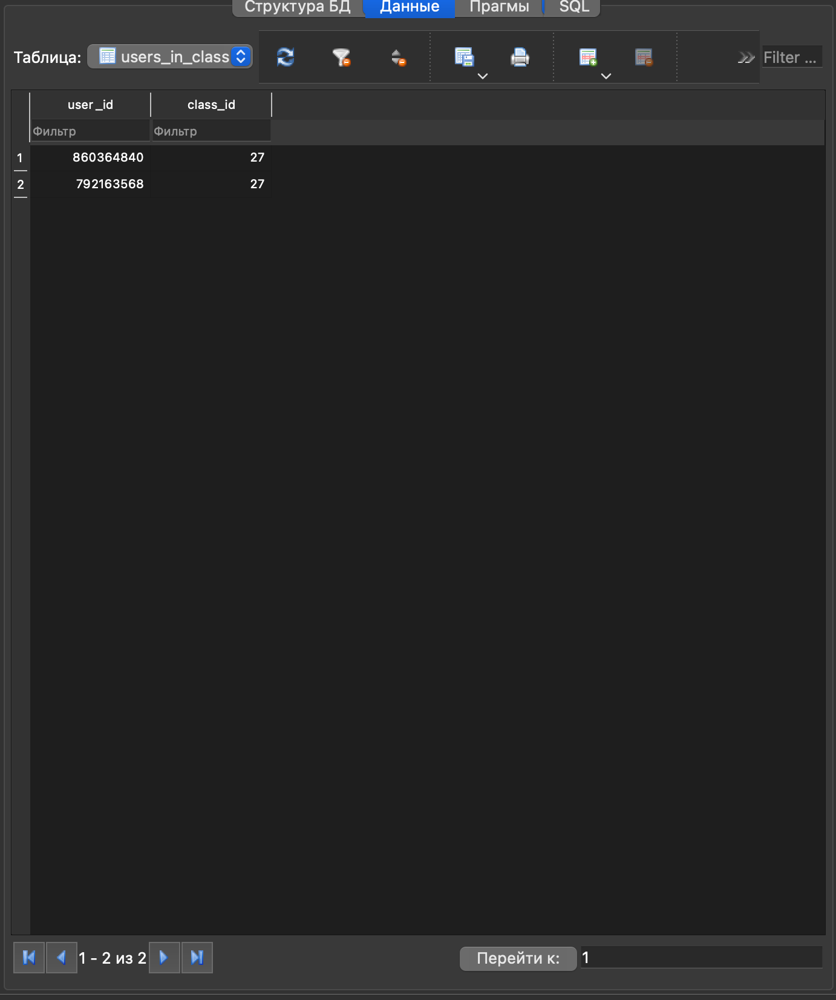 Структура БД Данные Прагмы SQL
Таблица: users_in_class Filter ...
user_id class_id
Фильтр Фильтр
1 860364840 27
2 792163568 27
1 - 2 из 2 Перейти к: 1